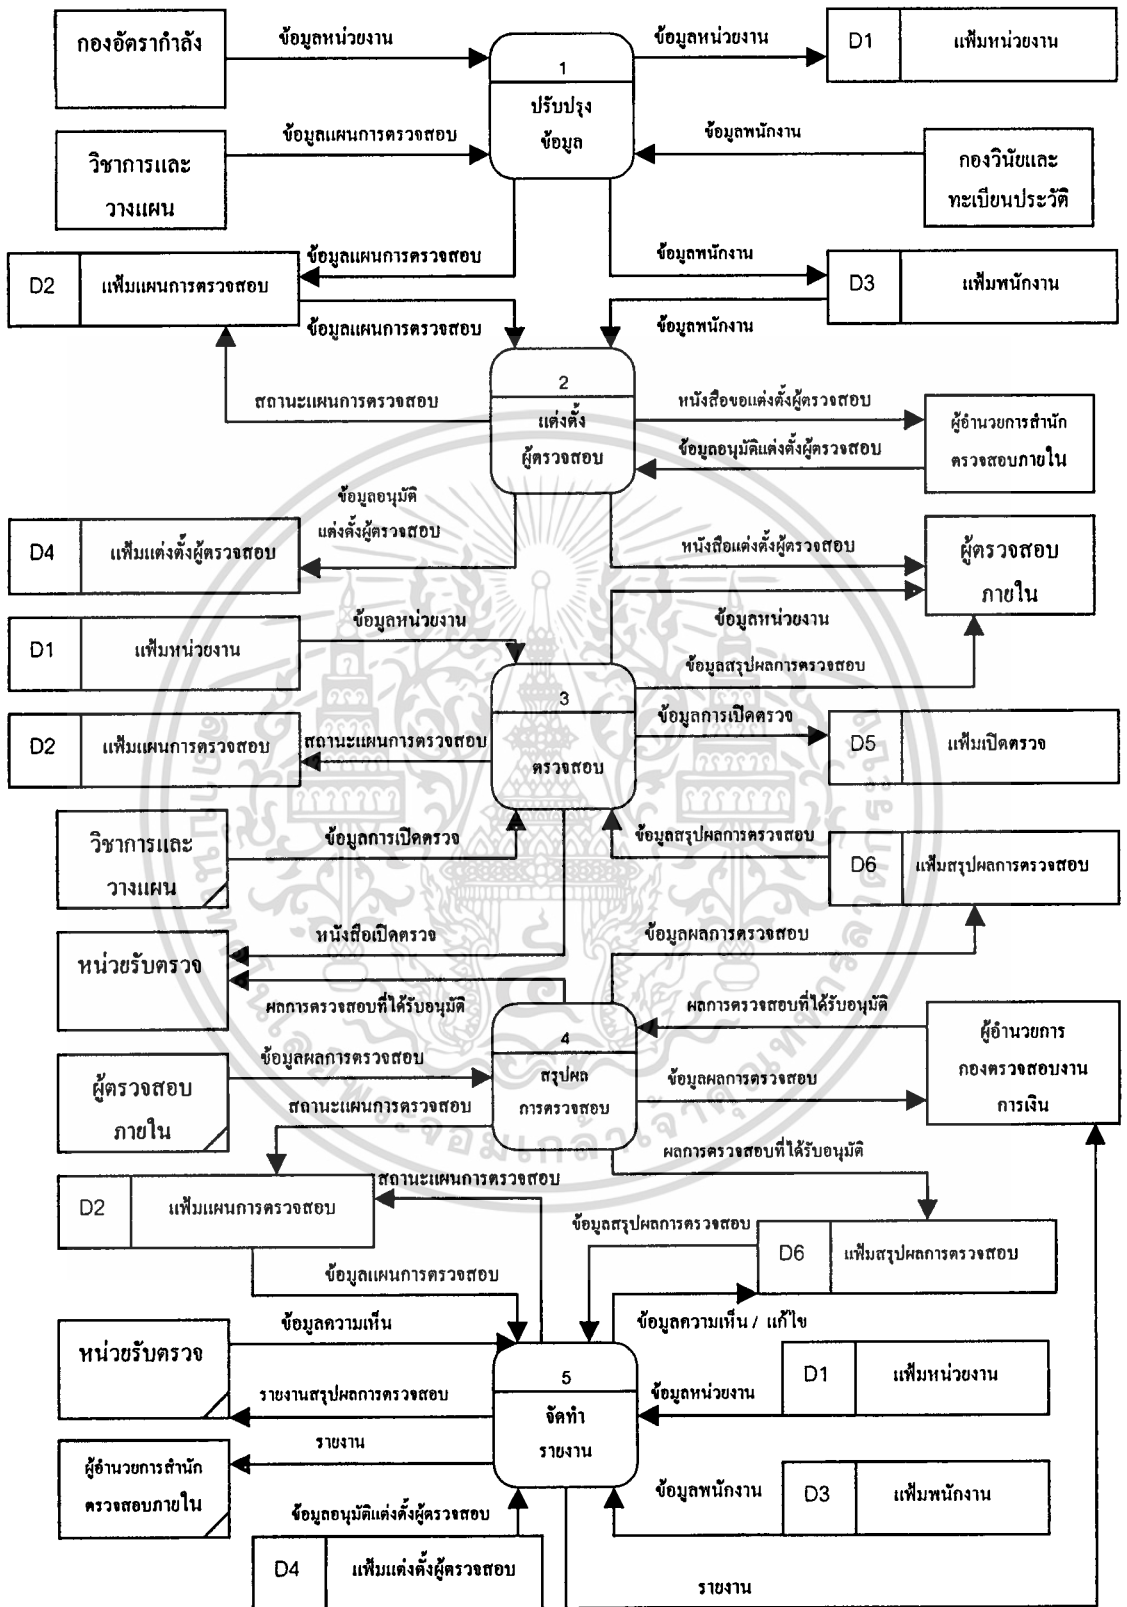 กองอัตรากำลัง
ข้อมูลหน่วยงาน
1
ปรับปรุง
ข้อมูล
ข้อมูลหน่วยงาน
D1
แฟ้มหน่วยงาน
วิชาการและ
วางแผน
ข้อมูลแผนการตรวจสอบ
ข้อมูลพนักงาน
กองวินัยและ
ทะเบียนประวัติ
D2
แฟ้มแผนการตรวจสอบ
ข้อมูลแผนการตรวจสอบ
ข้อมูลแผนการตรวจสอบ
ข้อมูลพนักงาน
ข้อมูลพนักงาน
D3
แฟ้มพนักงาน
สถานะแผนการตรวจสอบ
2
แต่งตั้ง
ผู้ตรวจสอบ
หนังสือขอแต่งตั้งผู้ตรวจสอบ
ข้อมูลอนุมัติแต่งตั้งผู้ตรวจสอบ
ผู้อำนวยการสำนัก
ตรวจสอบภายใน
ข้อมูลอนุมัติ
แต่งตั้งผู้ตรวจสอบ
D4
แฟ้มแต่งตั้งผู้ตรวจสอบ
หนังสือแต่งตั้งผู้ตรวจสอบ
ผู้ตรวจสอบ
ภายใน
D1
แฟ้มหน่วยงาน
ข้อมูลหน่วยงาน
ข้อมูลหน่วยงาน
3
ตรวจสอบ
ข้อมูลสรุปผลการตรวจสอบ
D2
แฟ้มแผนการตรวจสอบ
สถานะแผนการตรวจสอบ
ข้อมูลการเปิดตรวจ
D5
แฟ้มเปิดตรวจ
วิชาการและ
วางแผน
ข้อมูลการเปิดตรวจ
ข้อมูลสรุปผลการตรวจสอบ
D6
แฟ้มสรุปผลการตรวจสอบ
หน่วยรับตรวจ
หนังสือเปิดตรวจ
ข้อมูลผลการตรวจสอบ
ผลการตรวจสอบที่ได้รับอนุมัติ
4
สรุปผล
การตรวจสอบ
ผลการตรวจสอบที่ได้รับอนุมัติ
ผู้อำนวยการ
กองตรวจสอบงาน
การเงิน
ผู้ตรวจสอบ
ภายใน
ข้อมูลผลการตรวจสอบ
ข้อมูลผลการตรวจสอบ
สถานะแผนการตรวจสอบ
สถาบันเทคโนโลยีพระจอมเกล้าเจ้าคุณทหารลาดกระบัง
ผลการตรวจสอบที่ได้รับอนุมัติ
D2
แฟ้มแผนการตรวจสอบ
สถานะแผนการตรวจสอบ
ข้อมูลสรุปผลการตรวจสอบ
D6
แฟ้มสรุปผลการตรวจสอบ
ข้อมูลแผนการตรวจสอบ
หน่วยรับตรวจ
ข้อมูลความเห็น
ข้อมูลความเห็น / แก้ไข
5
จัดทำ
รายงาน
D1
แฟ้มหน่วยงาน
ข้อมูลหน่วยงาน
รายงานสรุปผลการตรวจสอบ
ผู้อำนวยการสำนัก
ตรวจสอบภายใน
รายงาน
ข้อมูลพนักงาน
D3
แฟ้มพนักงาน
ข้อมูลอนุมัติแต่งตั้งผู้ตรวจสอบ
D4
แฟ้มแต่งตั้งผู้ตรวจสอบ
รายงาน